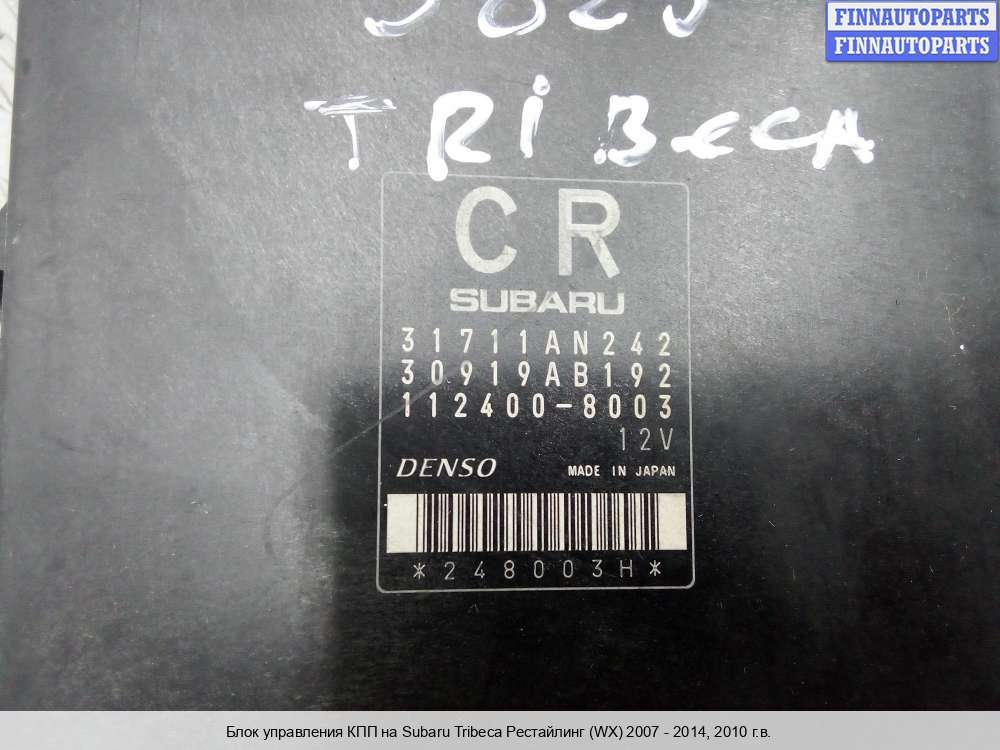 FINNAUTOPARTS
FINNAUTOPARTS
TRiBeCA
CR
SUBARU
31711AN242
30919AB192
112400-8003
12V
DENSO MADE IN JAPAN
*248003H*
Блок управления КПП на Subaru Tribeca Рестайлинг (WX) 2007 - 2014, 2010 г.в.